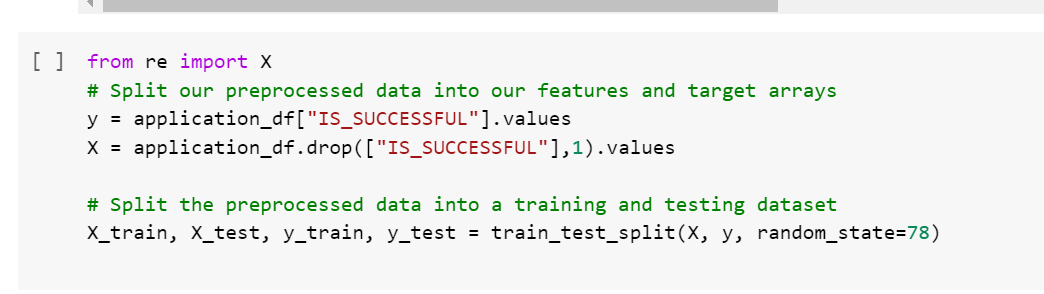 [ ] from re import X
# Split our preprocessed data into our features and target arrays
y = application_df["IS_SUCCESSFUL"].values
X = application_df.drop(["IS_SUCCESSFUL"],1).values
# Split the preprocessed data into a training and testing dataset
X_train, X_test, y_train, y_test = train_test_split(X, y, random_state=78)